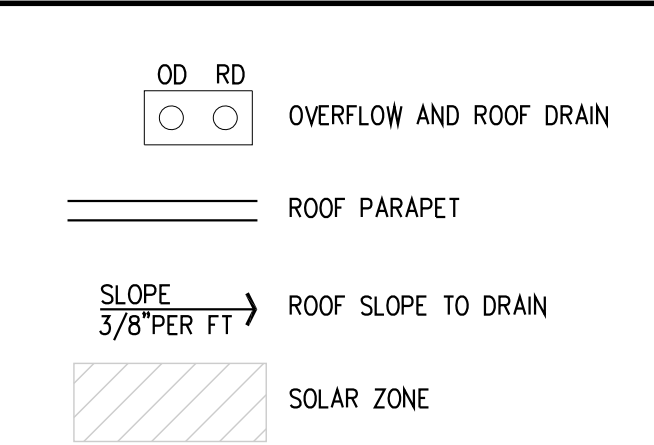 OD RD
OVERFLOW AND ROOF DRAIN
ROOF PARAPET
SLOPE
3/8"PER FT
ROOF SLOPE TO DRAIN
SOLAR ZONE